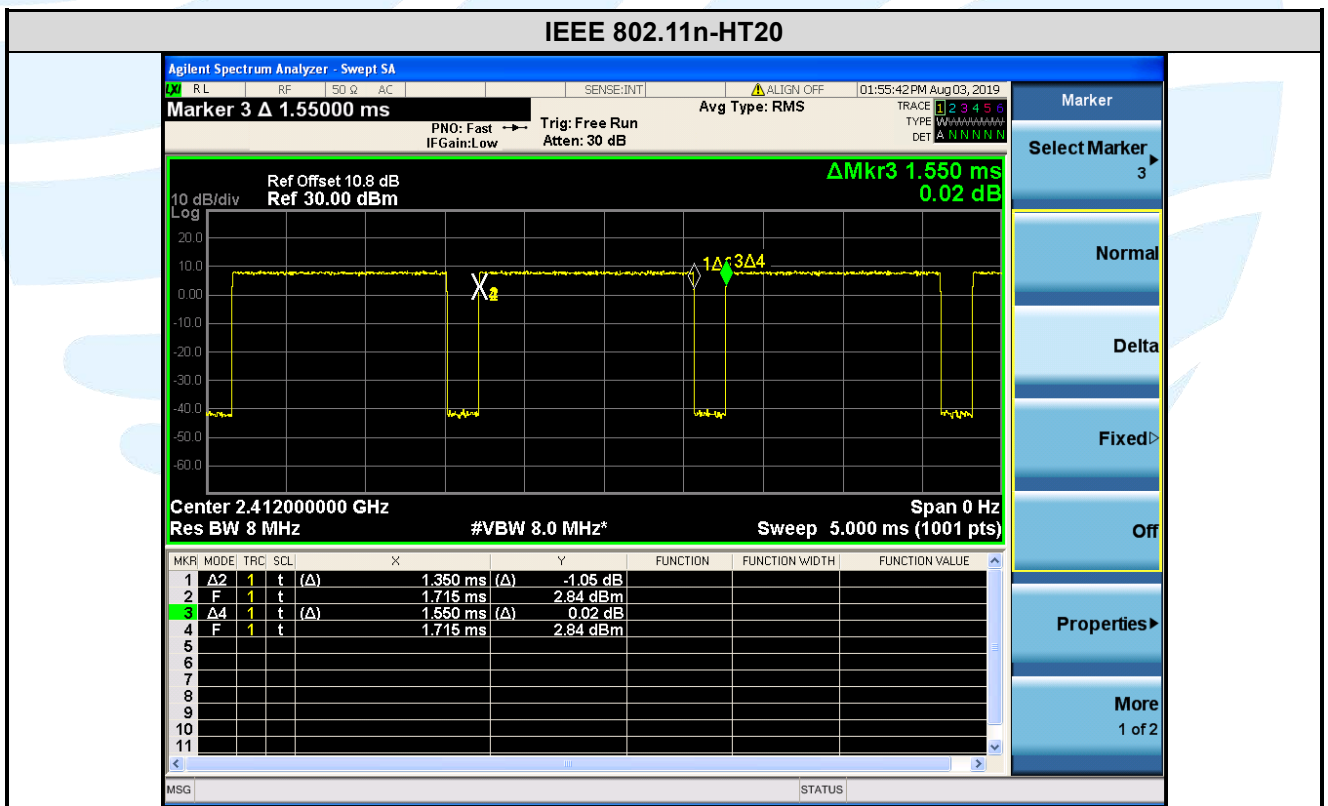 IEEE 802.11n-HT20
Agilent Spectrum Analyzer - Swept SA
LXI RL RF 50 Ω AC SENSE:INT ALIGN OFF 01:55:42 PM Aug 03, 2019
Marker 3 Δ 1.55000 ms
PNO: Fast
IFGain:Low
Trig: Free Run
Atten: 30 dB
Avg Type: RMS
TRACE 1 2 3 4 5 6
TYPE
DET A N N N N N
ΔMkr3 1.550 ms
0.02 dB
Ref Offset 10.8 dB
10 dB/div Ref 30.00 dBm
Log
20.0
10.0
0.00
-10.0
-20.0
-30.0
-40.0
-50.0
-60.0
3Δ4
Center 2.412000000 GHz Span 0 Hz
Res BW 8 MHz #VBW 8.0 MHz* Sweep 5.000 ms (1001 pts)
MKR MODE TRC SCL X Y FUNCTION FUNCTION WIDTH FUNCTION VALUE
1 Δ2 1 t (Δ) 1.350 ms (Δ) -1.05 dB
2 F 1 t 1.715 ms 2.84 dBm
3 Δ4 1 t (Δ) 1.550 ms (Δ) 0.02 dB
4 F 1 t 1.715 ms 2.84 dBm
5
6
7
8
9
10
11
MSG STATUS
Marker
Select Marker
3
Normal
Delta
Fixed
Off
Properties
More
1 of 2